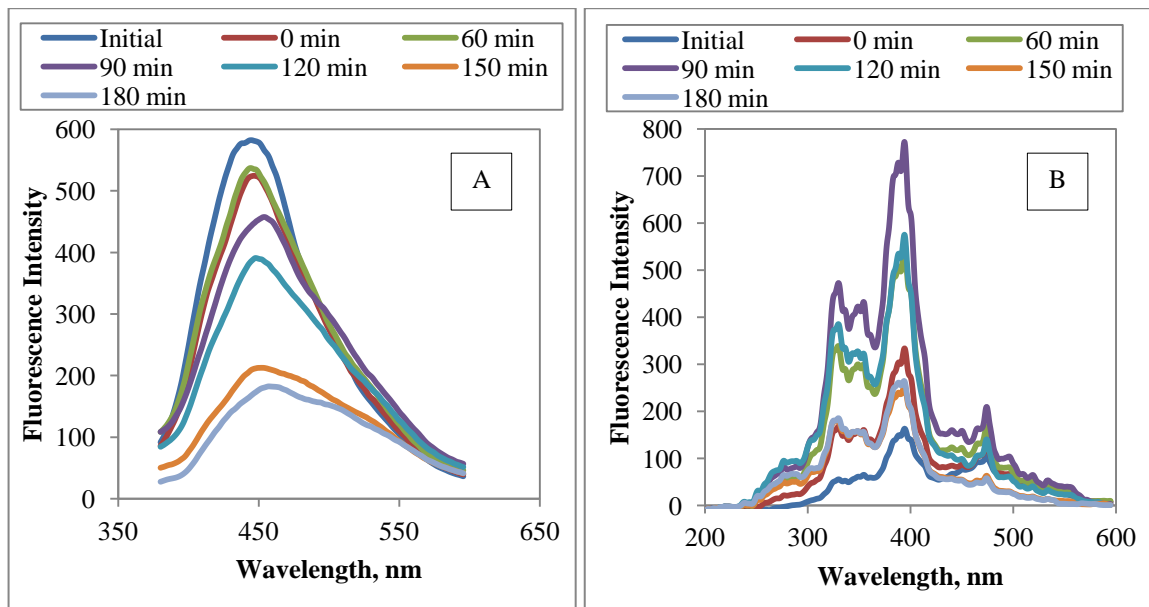 Initial 0 min 60 min
90 min 120 min 150 min
180 min
A
Fluorescence Intensity
600
500
400
300
200
100
0
350 450 550 650
Wavelength, nm
Initial 0 min 60 min
90 min 120 min 150 min
180 min
B
Fluorescence Intensity
800
700
600
500
400
300
200
100
0
200 300 400 500 600
Wavelength, nm